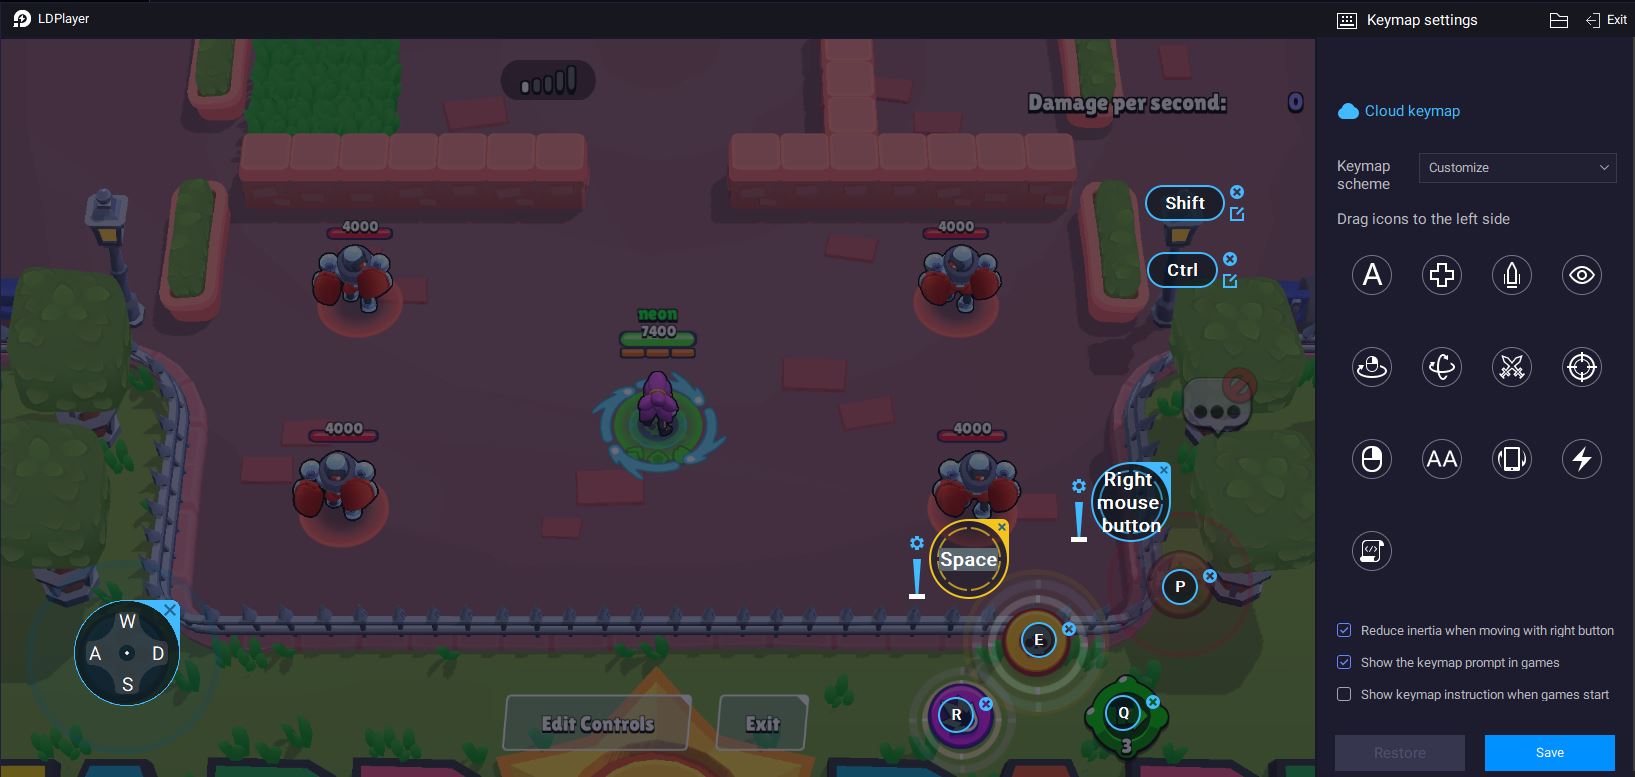 LDPlayer
Keymap settings
Exit
Damage per second:
0
Cloud keymap
Keymap
scheme
Customize
Drag icons to the left side
A
AA
Shift
Ctrl
4000
4000
neon
7400
4000
4000
Right
mouse
button
Space
P
E
W
A
D
S
R
Q
3
Edit Controls
Exit
Reduce inertia when moving with right button
Show the keymap prompt in games
Show keymap instruction when games start
Restore
Save